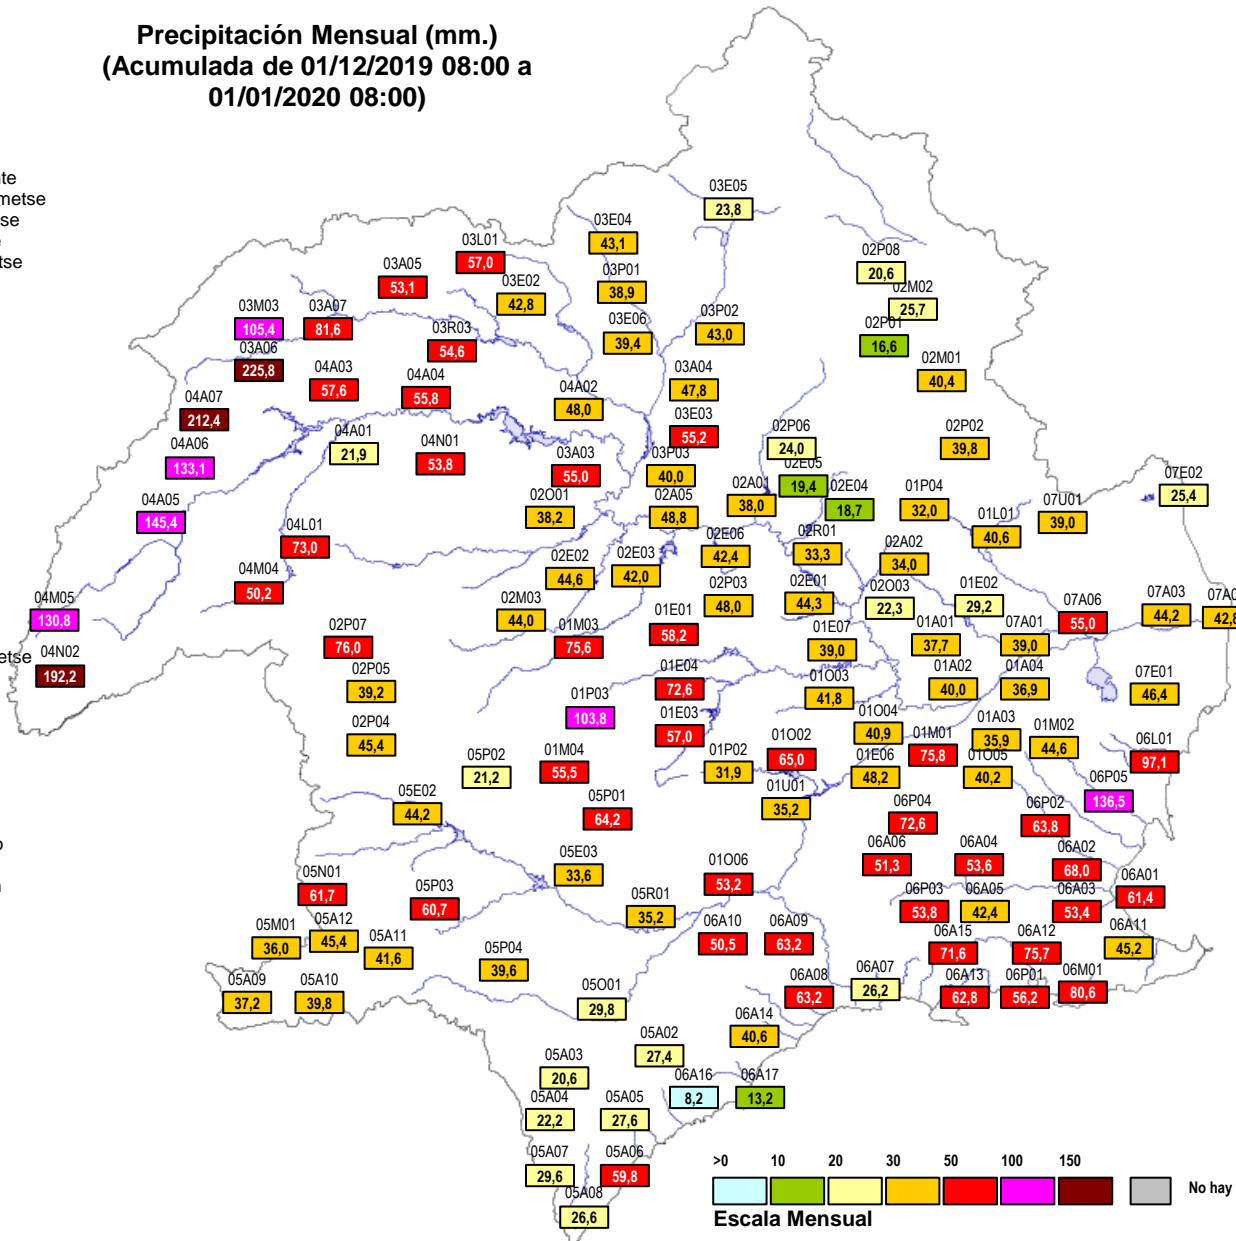 Precipitación Mensual (mm.)
(Acumulada de 01/12/2019 08:00 a
01/01/2020 08:00)
03E05
23,8
03E04
43,1
03L01
57,0
02P08
20,6
03A05
53,1
03E02
42,8
03P01
38,9
02M02
25,7
03M03
105,4
03A07
81,6
03R03
54,6
03E06
39,4
03P02
43,0
02P01
16,6
03A06
225,8
04A03
57,6
04A04
55,8
04A02
48,0
03A04
47,8
02M01
40,4
04A07
212,4
04A01
21,9
04N01
53,8
03E03
55,2
02P06
24,0
02P02
39,8
04A06
133,1
03A03
55,0
03P03
40,0
02E05
19,4
07E02
25,4
04A05
145,4
02O01
38,2
02A05
48,8
02A01
38,0
02E04
18,7
01P04
32,0
01L01
40,6
07U01
39,0
04L01
73,0
02E02
44,6
02E03
42,0
02E06
42,4
02R01
33,3
02A02
34,0
04M04
50,2
04M05
130,8
02M03
44,0
02P03
48,0
02E01
44,3
02O03
22,3
01E02
29,2
07A06
55,0
07A03
44,2
07A0
42,8
02P07
76,0
01M03
75,6
01E01
58,2
01E07
39,0
01A01
37,7
07A01
39,0
04N02
192,2
etse
02P05
39,2
01E04
72,6
01O03
41,8
01A02
40,0
01A04
36,9
07E01
46,4
01P03
103,8
02P04
45,4
01E03
57,0
01O04
40,9
01A03
35,9
01M02
44,6
05P02
21,2
01M04
55,5
01P02
31,9
01O02
65,0
01M01
75,8
01E06
48,2
01O05
40,2
06L01
97,1
05E02
44,2
05P01
64,2
01U01
35,2
06P04
72,6
06P02
63,8
06P05
136,5
05E03
33,6
01O06
53,2
06A06
51,3
06A04
53,6
06A02
68,0
05N01
61,7
05P03
60,7
05R01
35,2
06P03
53,8
06A05
42,4
06A03
53,4
06A01
61,4
05M01
36,0
05A12
45,4
05A11
41,6
06A10
50,5
06A09
63,2
06A15
71,6
06A12
75,7
06A11
45,2
05A09
37,2
05A10
39,8
05P04
39,6
05O01
29,8
06A08
63,2
06A07
26,2
06A13
62,8
06P01
56,2
06M01
80,6
05A02
27,4
06A14
40,6
05A03
20,6
06A16
8,2
06A17
13,2
05A04
22,2
05A05
27,6
05A07
29,6
05A06
59,8
05A08
26,6
>0 10 20 30 50 100 150
No hay
Escala Mensual